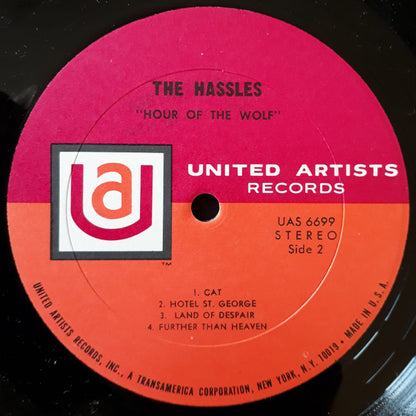 THE HASSLES
"HOUR OF THE WOLF"
ua
UNITED ARTISTS
RECORDS
TM
UAS 6699
STEREO
Side 2
1. CAT
2. HOTEL ST. GEORGE
3. LAND OF DESPAIR
4. FURTHER THAN HEAVEN
UNITED ARTISTS RECORDS, INC., A TRANSAMERICA CORPORATION, NEW YORK, N.Y. 10019 • MADE IN U.S.A.